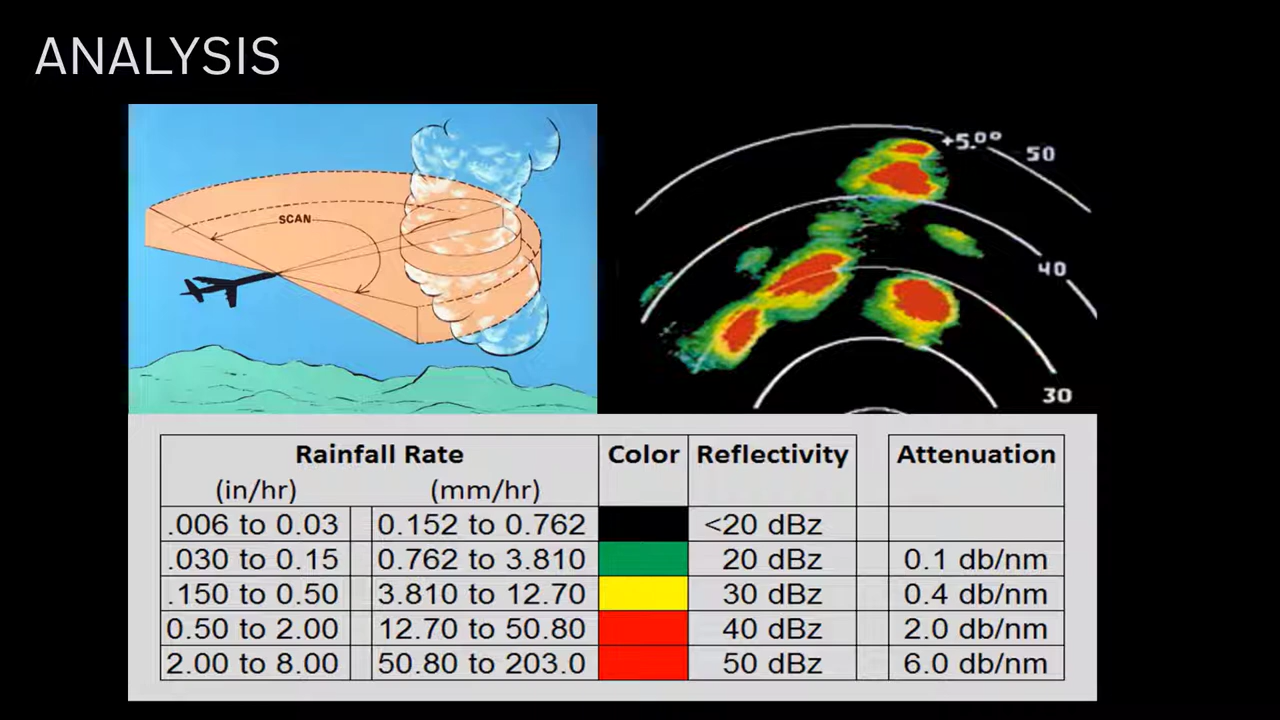 ANALYSIS
SCAN
+5.0º
50
40
30
Rainfall Rate Color Reflectivity Attenuation
(in/hr) (mm/hr)
.006 to 0.03 0.152 to 0.762 <20 dBz
.030 to 0.15 0.762 to 3.810 20 dBz 0.1 db/nm
.150 to 0.50 3.810 to 12.70 30 dBz 0.4 db/nm
0.50 to 2.00 12.70 to 50.80 40 dBz 2.0 db/nm
2.00 to 8.00 50.80 to 203.0 50 dBz 6.0 db/nm